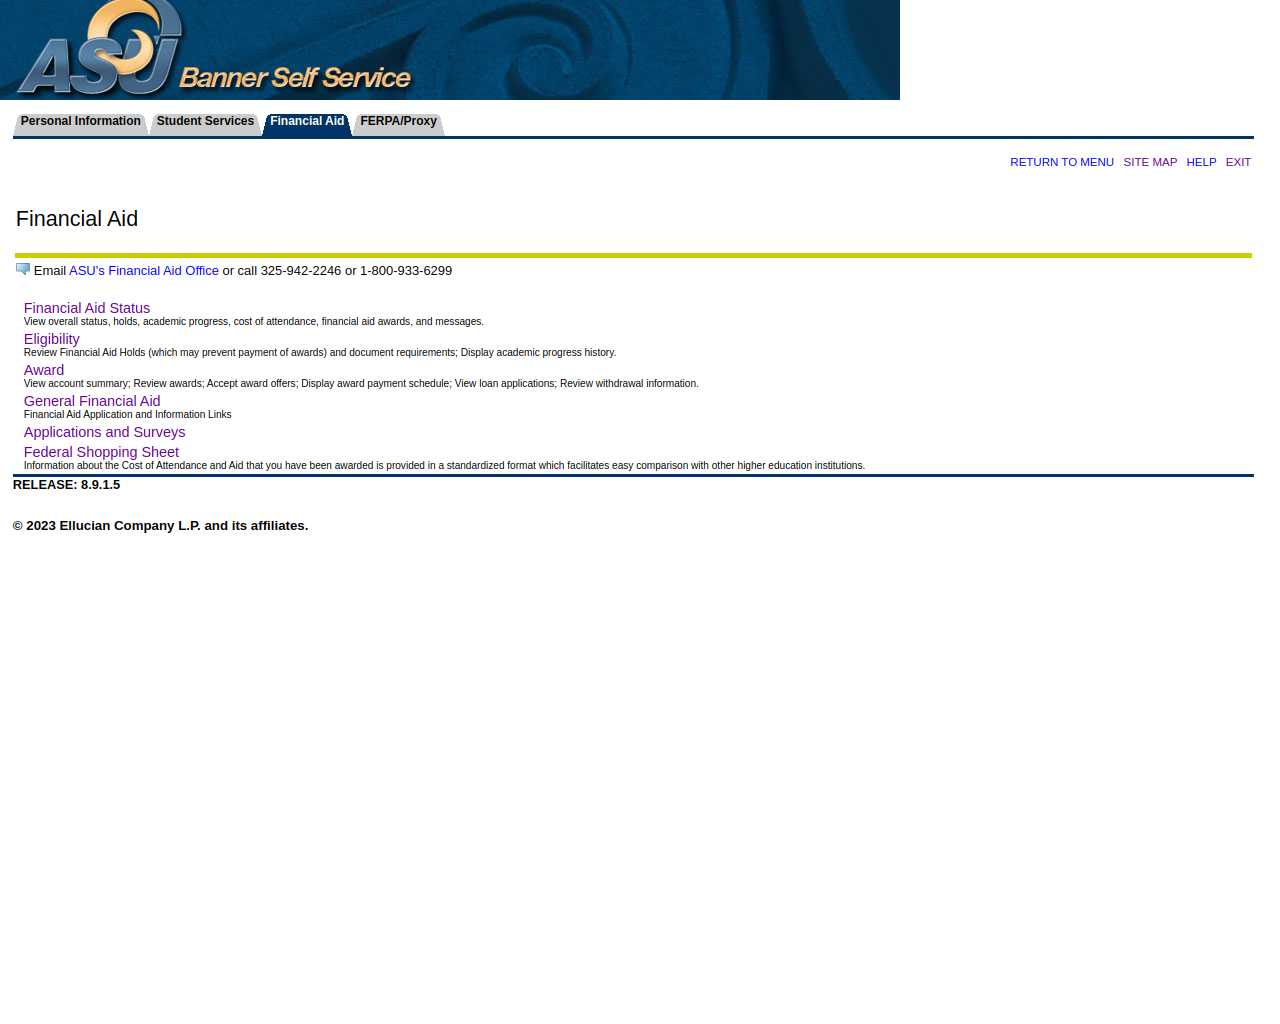 ASU Banner Self Service
Personal Information Student Services Financial Aid FERPA/Proxy
RETURN TO MENU SITE MAP HELP EXIT
Financial Aid
Email ASU's Financial Aid Office or call 325-942-2246 or 1-800-933-6299
Financial Aid Status
View overall status, holds, academic progress, cost of attendance, financial aid awards, and messages.
Eligibility
Review Financial Aid Holds (which may prevent payment of awards) and document requirements; Display academic progress history.
Award
View account summary; Review awards; Accept award offers; Display award payment schedule; View loan applications; Review withdrawal information.
General Financial Aid
Financial Aid Application and Information Links
Applications and Surveys
Federal Shopping Sheet
Information about the Cost of Attendance and Aid that you have been awarded is provided in a standardized format which facilitates easy comparison with other higher education institutions.
RELEASE: 8.9.1.5
© 2023 Ellucian Company L.P. and its affiliates.